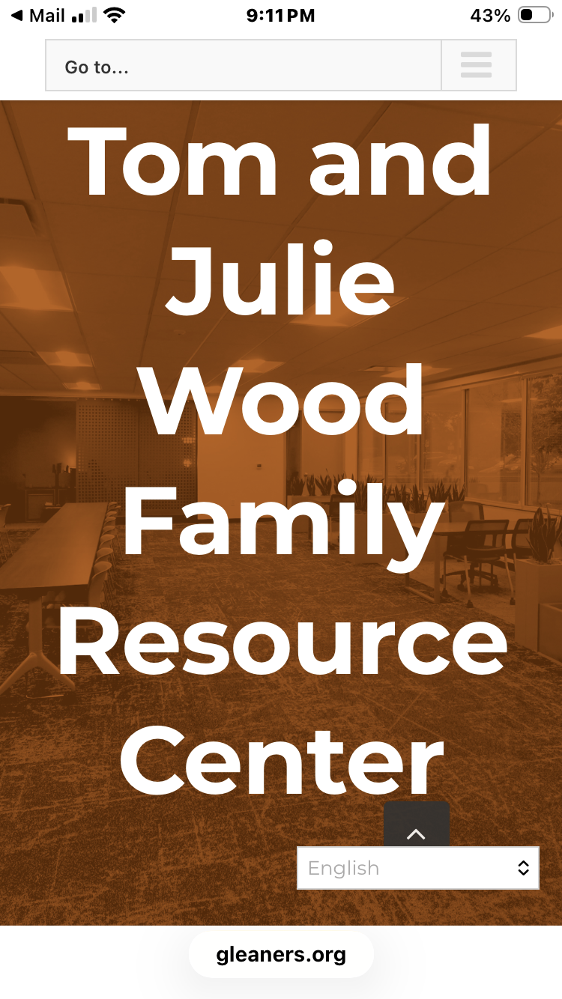 Mail 9:11 PM 43%
Go to...
Tom and
Julie
Wood
Family
Resource
Center
English
gleaners.org